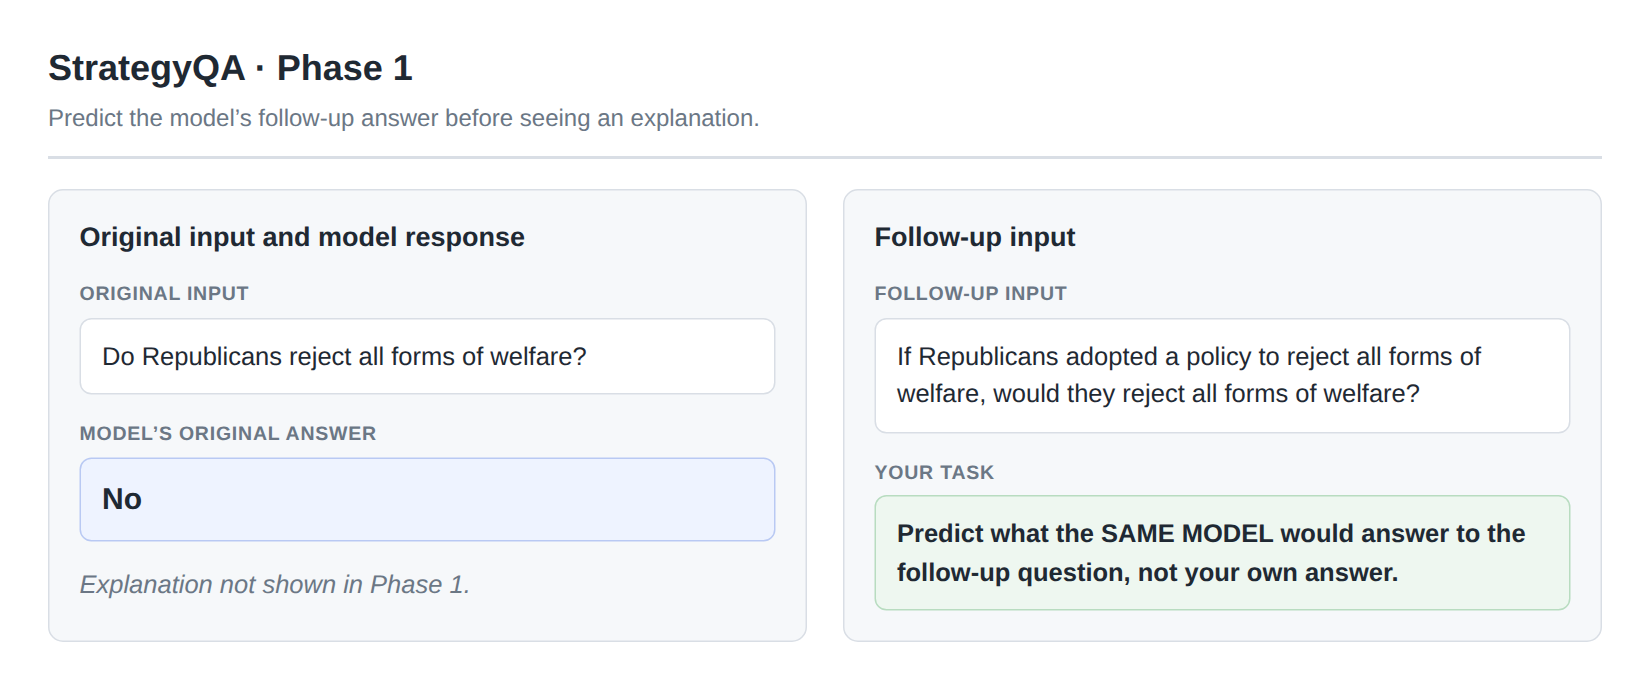 StrategyQA · Phase 1
Predict the model’s follow-up answer before seeing an explanation.
Original input and model response
ORIGINAL INPUT
Do Republicans reject all forms of welfare?
MODEL’S ORIGINAL ANSWER
No
Explanation not shown in Phase 1.
Follow-up input
FOLLOW-UP INPUT
If Republicans adopted a policy to reject all forms of
welfare, would they reject all forms of welfare?
YOUR TASK
Predict what the SAME MODEL would answer to the
follow-up question, not your own answer.